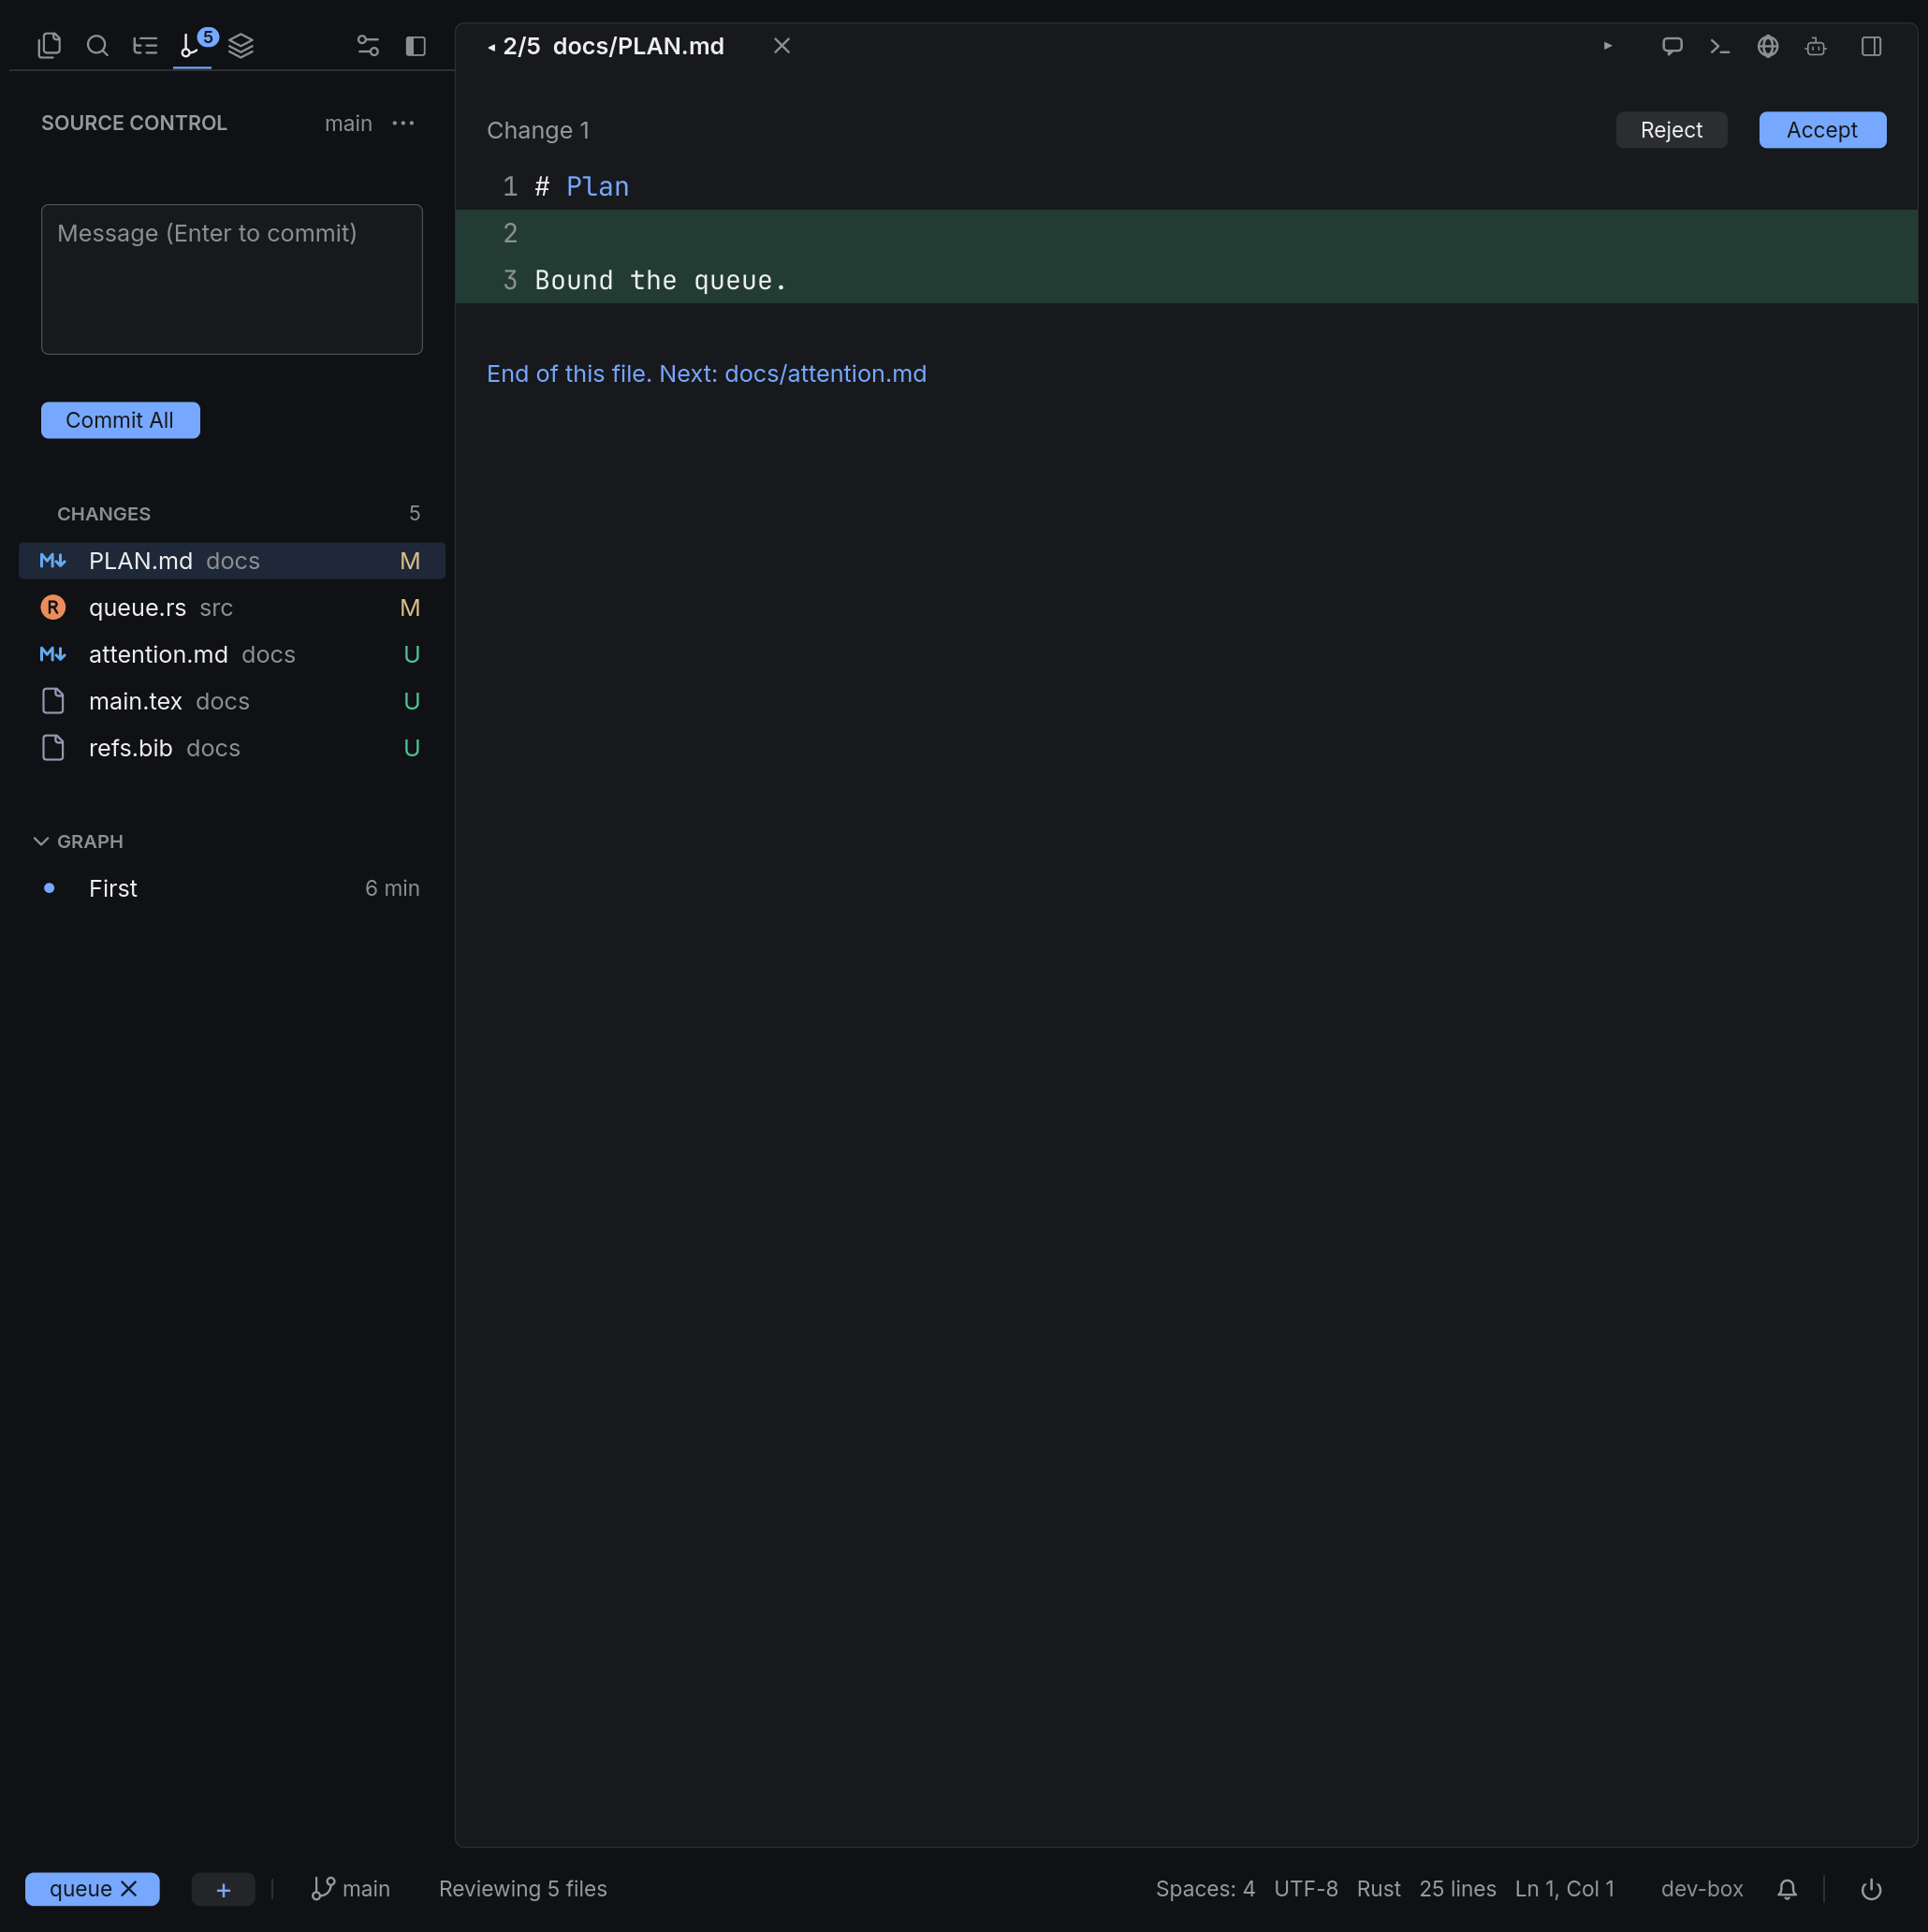 5
2/5 docs/PLAN.md
SOURCE CONTROL main
Message (Enter to commit)
Commit All
CHANGES 5
PLAN.md docs M
queue.rs src M
attention.md docs U
main.tex docs U
refs.bib docs U
GRAPH
First 6 min
Change 1 Reject Accept
1 # Plan
2
3 Bound the queue.
End of this file. Next: docs/attention.md
queue + main Reviewing 5 files Spaces: 4 UTF-8 Rust 25 lines Ln 1, Col 1 dev-box